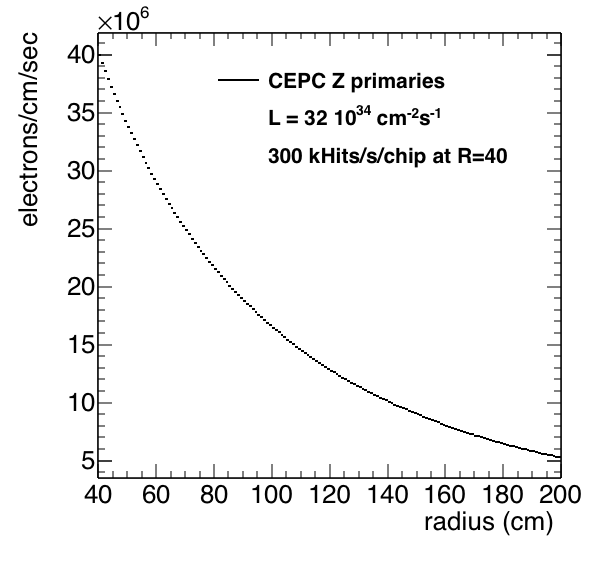 ×10⁶
electrons/cm/sec
40
35
30
25
20
15
10
5
CEPC Z primaries
L = 32 10³⁴ cm⁻²s⁻¹
300 kHits/s/chip at R=40
40 60 80 100 120 140 160 180 200
radius (cm)